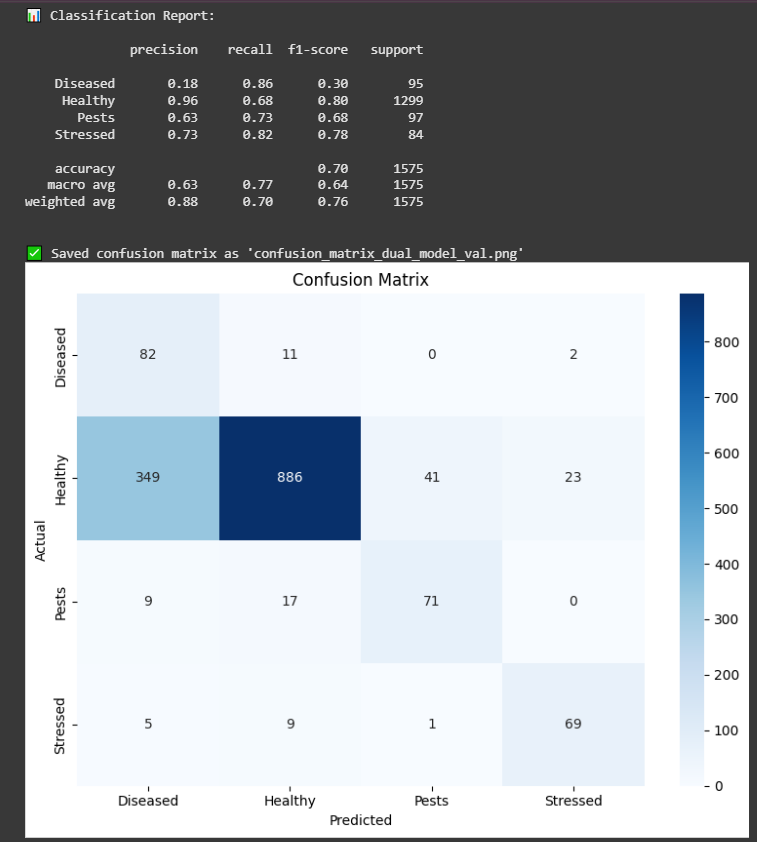 📊 Classification Report:
precision recall f1-score support
Diseased 0.18 0.86 0.30 95
Healthy 0.96 0.68 0.80 1299
Pests 0.63 0.73 0.68 97
Stressed 0.73 0.82 0.78 84
accuracy 0.70 1575
macro avg 0.63 0.77 0.64 1575
weighted avg 0.88 0.70 0.76 1575
✅ Saved confusion matrix as 'confusion_matrix_dual_model_val.png'
Confusion Matrix
Actual
Diseased 82 11 0 2
Healthy 349 886 41 23
Pests 9 17 71 0
Stressed 5 9 1 69
Diseased Healthy Pests Stressed
Predicted
800
700
600
500
400
300
200
100
0